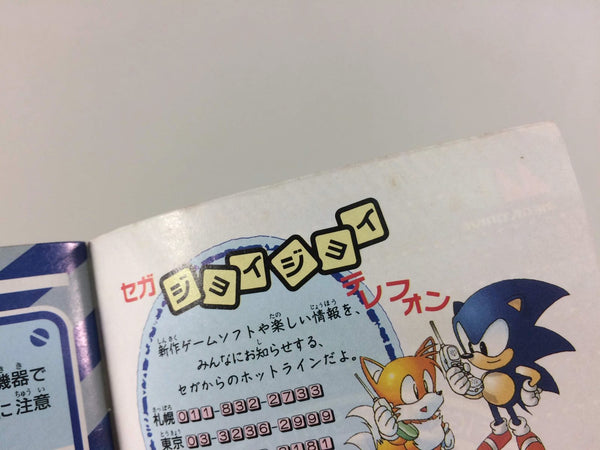 セガ ジョイジョイ テレフォン
新作ゲームソフトや楽しい情報を、
みんなにお知らせする、
セガからのホットラインだよ。
札幌 011-832-2733
東京 03-3236-2999
2181
機器で
に注意